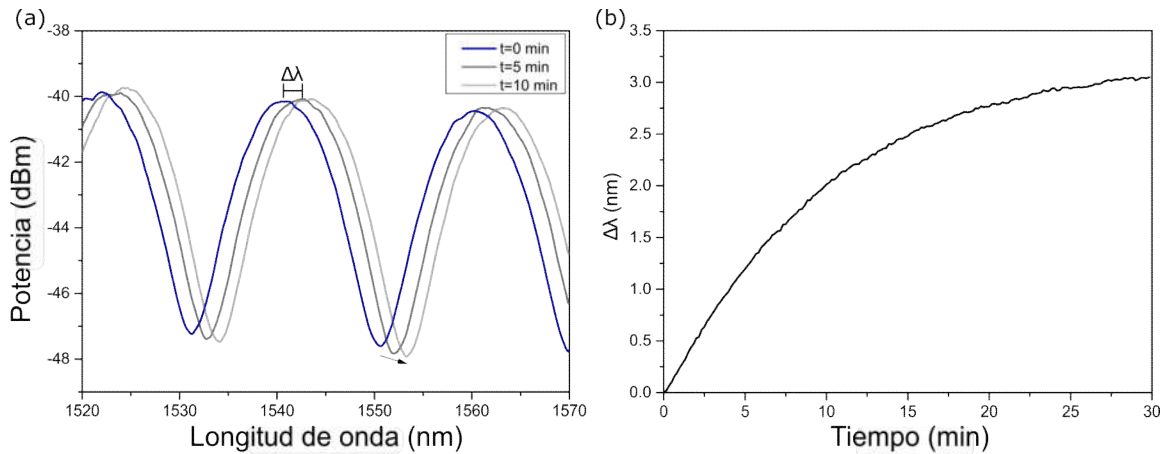 (a)
-38
-40
-42
-44
-46
-48
Potencia (dBm)
t=0 min
t=5 min
t=10 min
Δλ
1520
1530
1540
1550
1560
1570
Longitud de onda (nm)
(b)
3.5
3.0
2.5
2.0
1.5
1.0
0.5
0.0
Δλ (nm)
0
5
10
15
20
25
30
Tiempo (min)